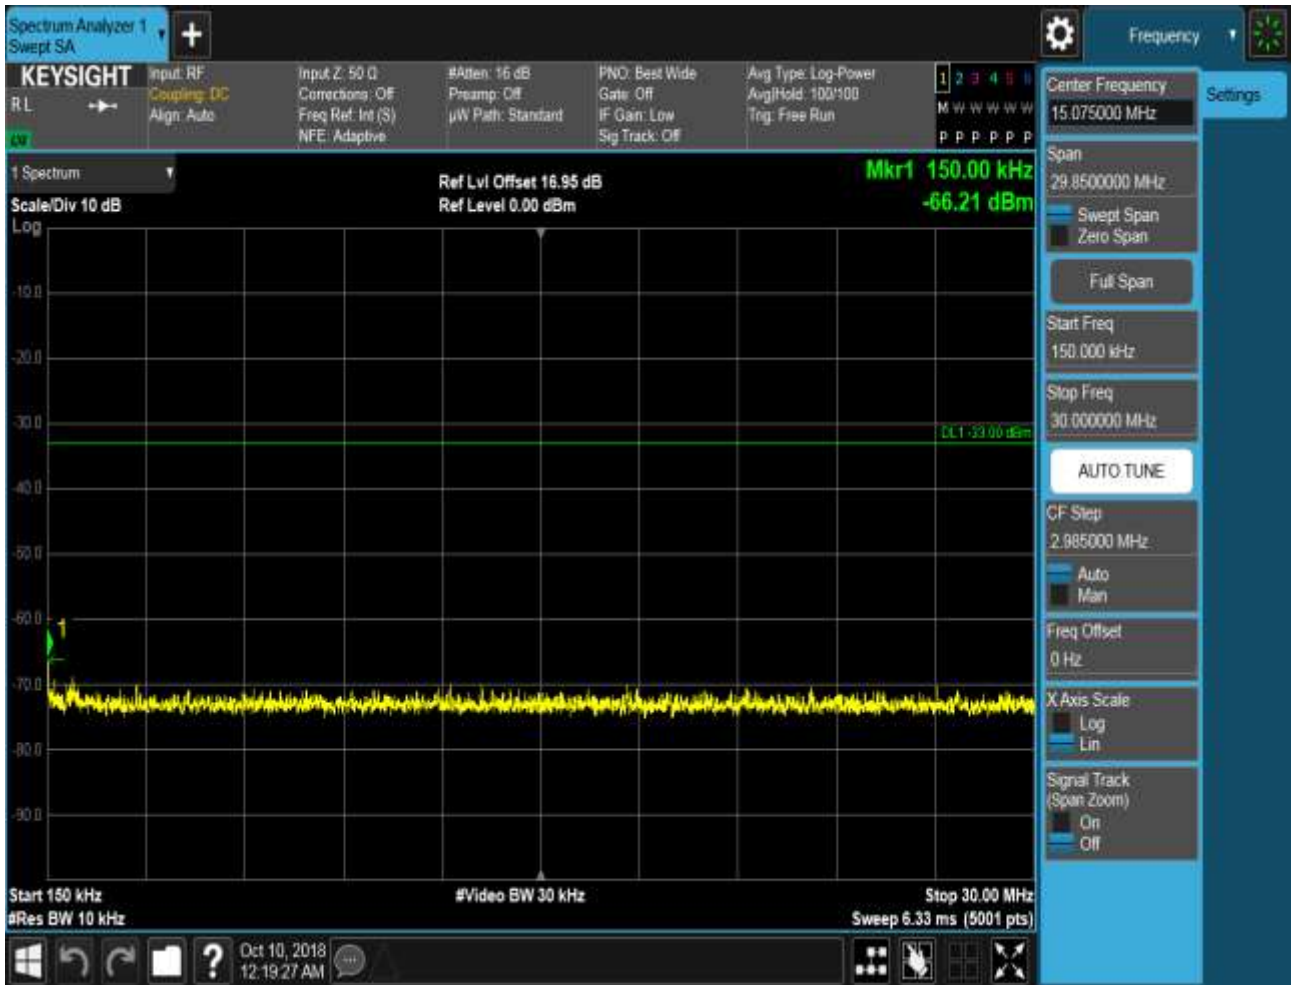 Spectrum Analyzer 1
Swept SA
Frequency
KEYSIGHT
RL
Input: RF
Coupling: DC
Align: Auto
Input Z: 50 Ω
Corrections: Off
Freq Ref: Int (S)
NFE: Adaptive
#Atten: 16 dB
Preamp: Off
µW Path: Standard
PNO: Best Wide
Gate: Off
IF Gain: Low
Sig Track: Off
Avg Type: Log-Power
Avg|Hold: 100/100
Trig: Free Run
1 2 3 4 5 6
M W W W W W
P P P P P P
1 Spectrum
Scale/Div 10 dB
Log
Ref Lvl Offset 16.95 dB
Ref Level 0.00 dBm
Mkr1 150.00 kHz
-66.21 dBm
-10.0
-20.0
-30.0
DL1 -33.00 dBm
-40.0
-50.0
-60.0
1
-70.0
-80.0
-90.0
Start 150 kHz
#Video BW 30 kHz
Stop 30.00 MHz
#Res BW 10 kHz
Sweep 6.33 ms (5001 pts)
?
Oct 10, 2018
12:19:27 AM
Center Frequency
15.075000 MHz
Settings
Span
29.8500000 MHz
Swept Span
Zero Span
Full Span
Start Freq
150.000 kHz
Stop Freq
30.000000 MHz
AUTO TUNE
CF Step
2.985000 MHz
Auto
Man
Freq Offset
0 Hz
X Axis Scale
Log
Lin
Signal Track
(Span Zoom)
On
Off